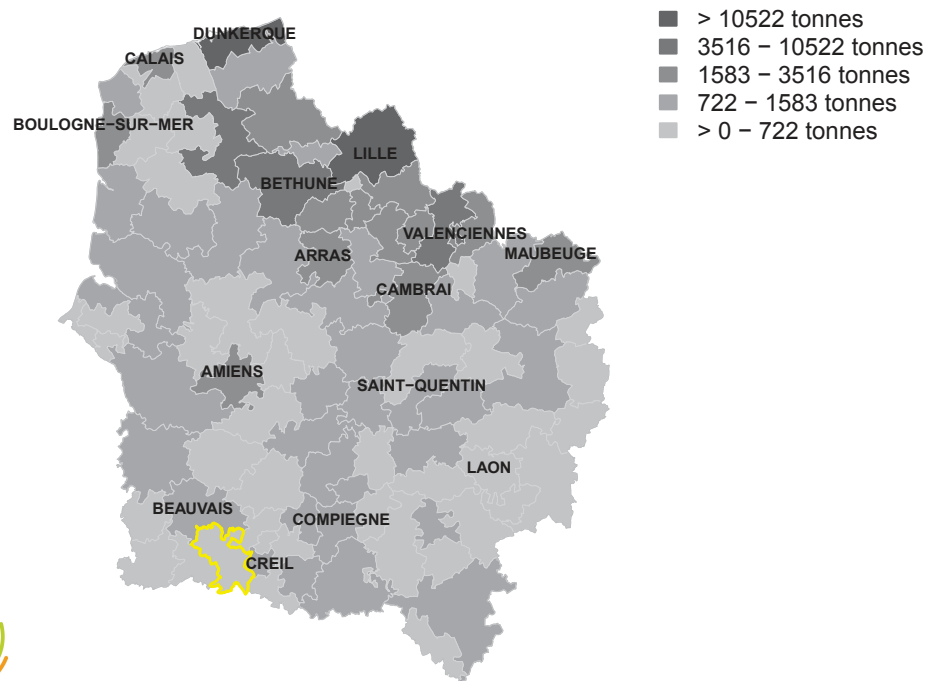 > 10522 tonnes
3516 − 10522 tonnes
1583 − 3516 tonnes
722 − 1583 tonnes
> 0 − 722 tonnes
DUNKERQUE
CALAIS
BOULOGNE−SUR−MER
LILLE
BETHUNE
VALENCIENNES
ARRAS
MAUBEUGE
CAMBRAI
AMIENS
SAINT−QUENTIN
LAON
BEAUVAIS
COMPIEGNE
CREIL